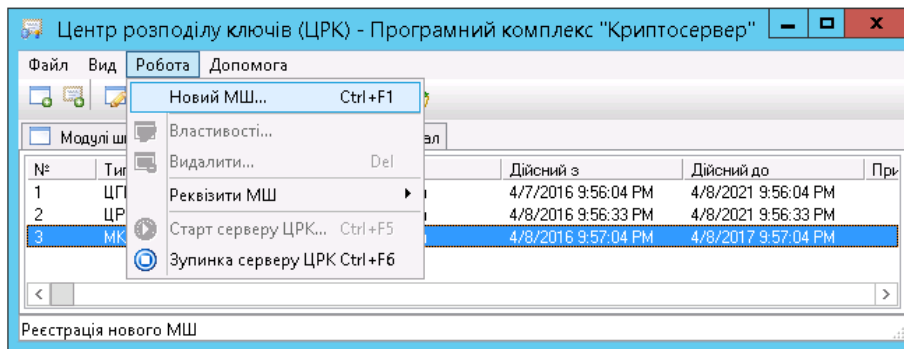 Центр розподілу ключів (ЦРК) - Програмний комплекс "Криптосервер"
Файл Вид Робота Допомога
Новий МШ... Ctrl+F1
Властивості...
Видалити... Del
Реквізити МШ
Старт серверу ЦРК... Ctrl+F5
Зупинка серверу ЦРК Ctrl+F6
Модулі
№ Дійсний з Дійсний до
1 4/7/2016 9:56:04 PM 4/8/2021 9:56:04 PM
2 4/8/2016 9:56:33 PM 4/8/2021 9:56:33 PM
3 4/8/2016 9:57:04 PM 4/8/2017 9:57:04 PM
Реєстрація нового МШ